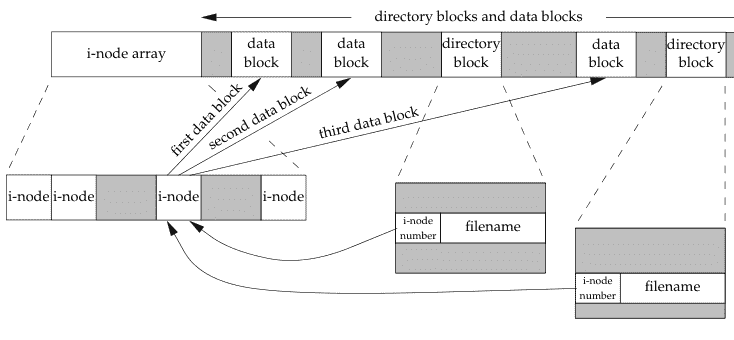 directory blocks and data blocks
i-node array
data
block
data
block
directory
block
data
block
directory
block
first data block
second data block
third data block
i-node
i-node
i-node
i-node
i-node
number
filename
i-node
number
filename